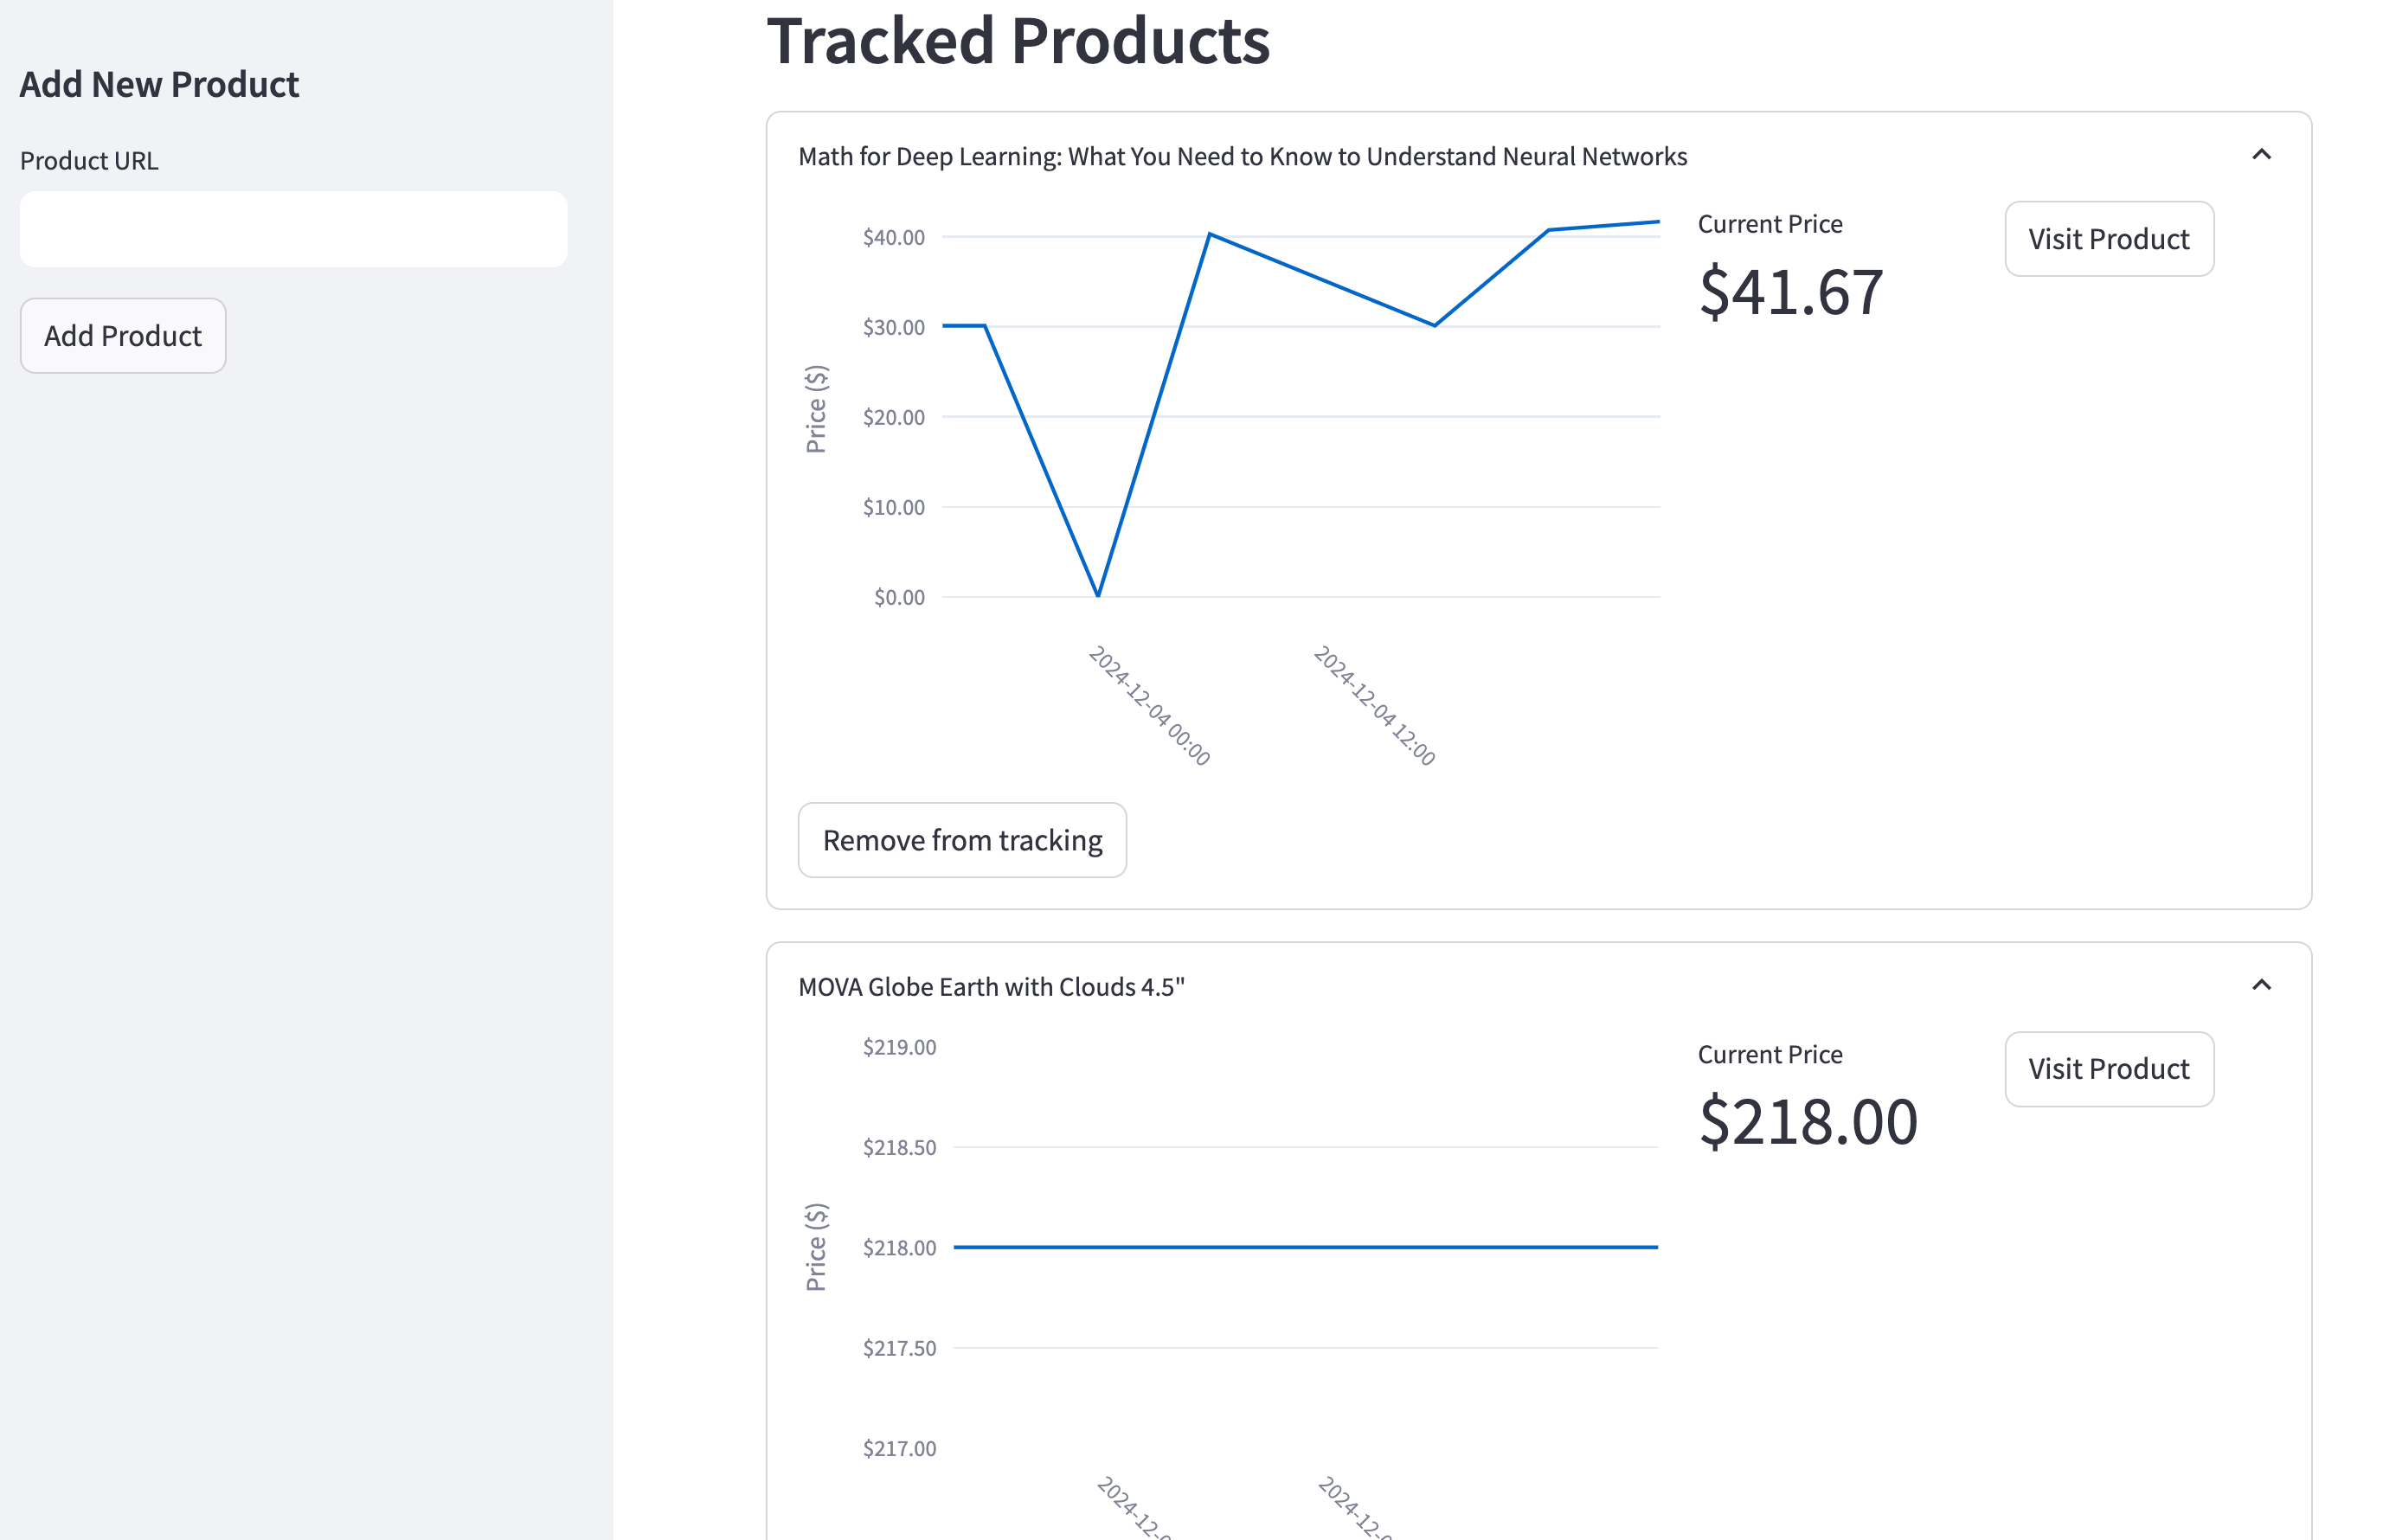 Add New Product
Product URL
Add Product
Tracked Products
Math for Deep Learning: What You Need to Know to Understand Neural Networks
Price ($)
$40.00
$30.00
$20.00
$10.00
$0.00
2024-12-04 00:00
2024-12-04 12:00
Current Price
$41.67
Visit Product
Remove from tracking
MOVA Globe Earth with Clouds 4.5"
Price ($)
$219.00
$218.50
$218.00
$217.50
$217.00
2024-12-0
2024-12-0
Current Price
$218.00
Visit Product